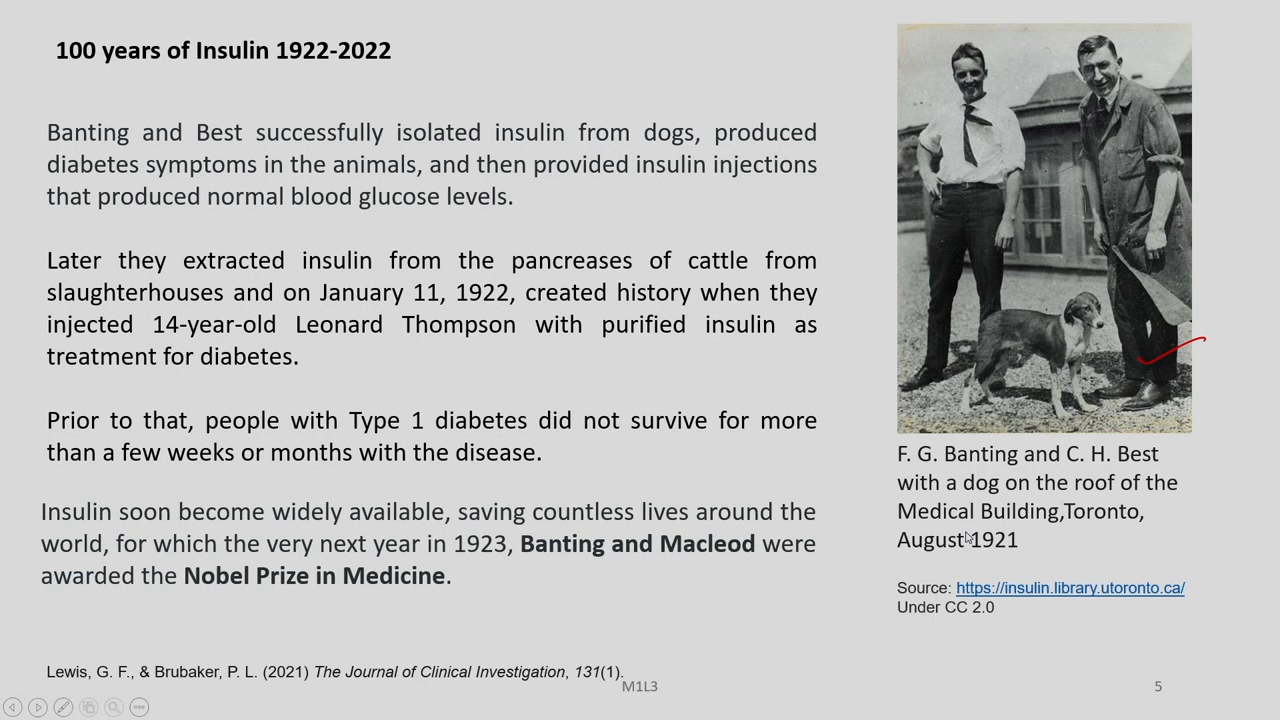 100 years of Insulin 1922-2022
Banting and Best successfully isolated insulin from dogs, produced
diabetes symptoms in the animals, and then provided insulin injections
that produced normal blood glucose levels.
Later they extracted insulin from the pancreases of cattle from
slaughterhouses and on January 11, 1922, created history when they
injected 14-year-old Leonard Thompson with purified insulin as
treatment for diabetes.
Prior to that, people with Type 1 diabetes did not survive for more
than a few weeks or months with the disease.
Insulin soon become widely available, saving countless lives around the
world, for which the very next year in 1923, Banting and Macleod were
awarded the Nobel Prize in Medicine.
F. G. Banting and C. H. Best
with a dog on the roof of the
Medical Building,Toronto,
August 1921
Source: https://insulin.library.utoronto.ca/
Under CC 2.0
Lewis, G. F., & Brubaker, P. L. (2021) The Journal of Clinical Investigation, 131(1).
M1L3
5